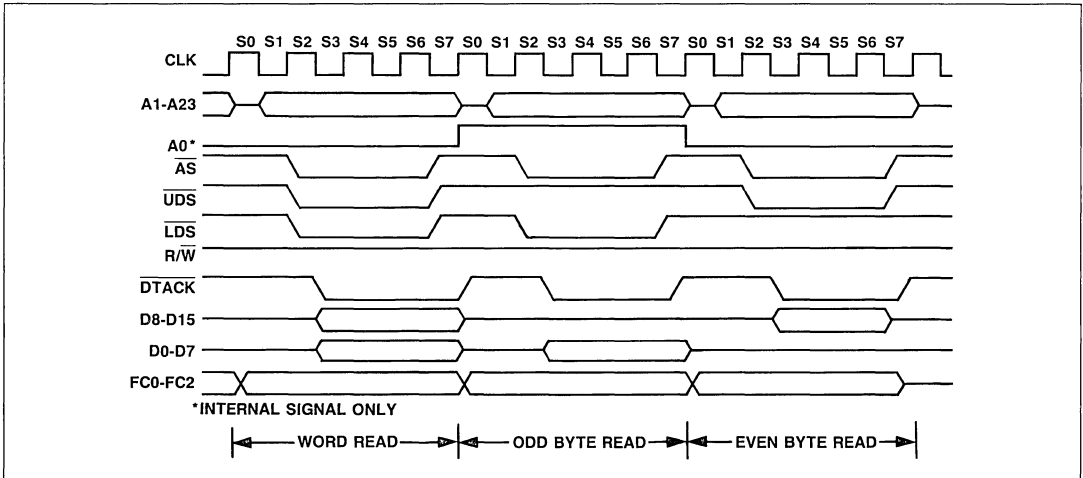 S0 S1 S2 S3 S4 S5 S6 S7 S0 S1 S2 S3 S4 S5 S6 S7 S0 S1 S2 S3 S4 S5 S6 S7
CLK
A1-A23
A0*
AS
UDS
LDS
R/W
DTACK
D8-D15
D0-D7
FC0-FC2
*INTERNAL SIGNAL ONLY
WORD READ ODD BYTE READ EVEN BYTE READ